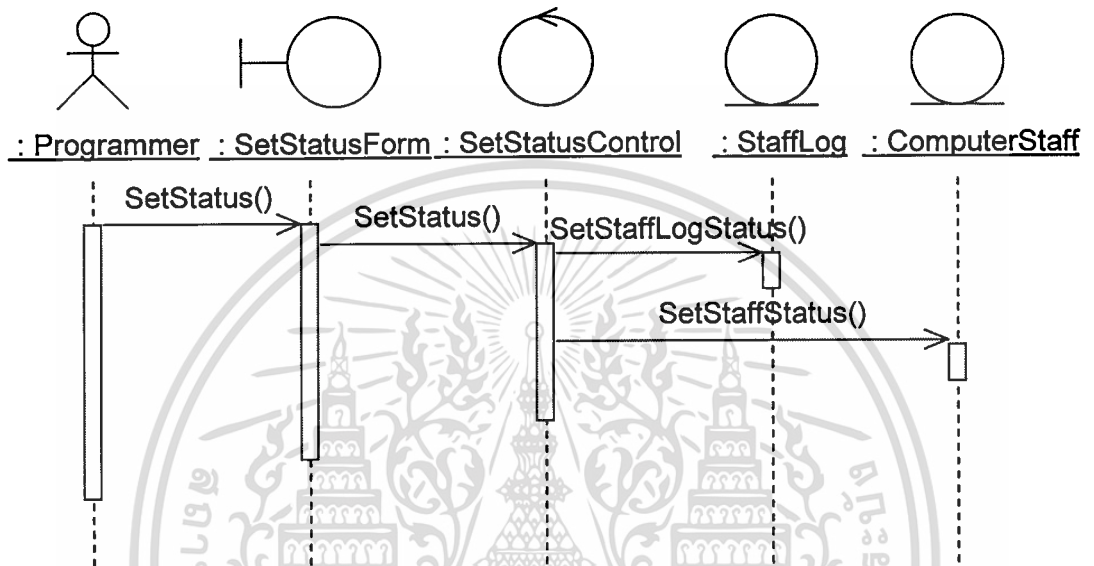 : Programmer : SetStatusForm : SetStatusControl : StaffLog : ComputerStaff
SetStatus()
SetStatus()
SetStaffLogStatus()
SetStaffStatus()